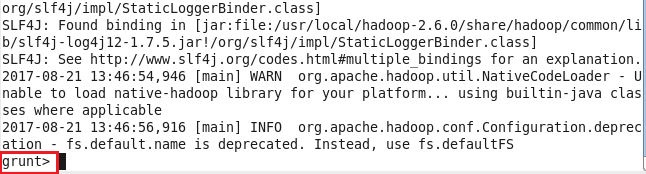 org/slf4j/impl/StaticLoggerBinder.class]
SLF4J: Found binding in [jar:file:/usr/local/hadoop-2.6.0/share/hadoop/common/li
b/slf4j-log4j12-1.7.5.jar!/org/slf4j/impl/StaticLoggerBinder.class]
SLF4J: See http://www.slf4j.org/codes.html#multiple_bindings for an explanation.
2017-08-21 13:46:54,946 [main] WARN  org.apache.hadoop.util.NativeCodeLoader - U
nable to load native-hadoop library for your platform... using builtin-java clas
ses where applicable
2017-08-21 13:46:56,916 [main] INFO  org.apache.hadoop.conf.Configuration.deprec
ation - fs.default.name is deprecated. Instead, use fs.defaultFS
grunt>